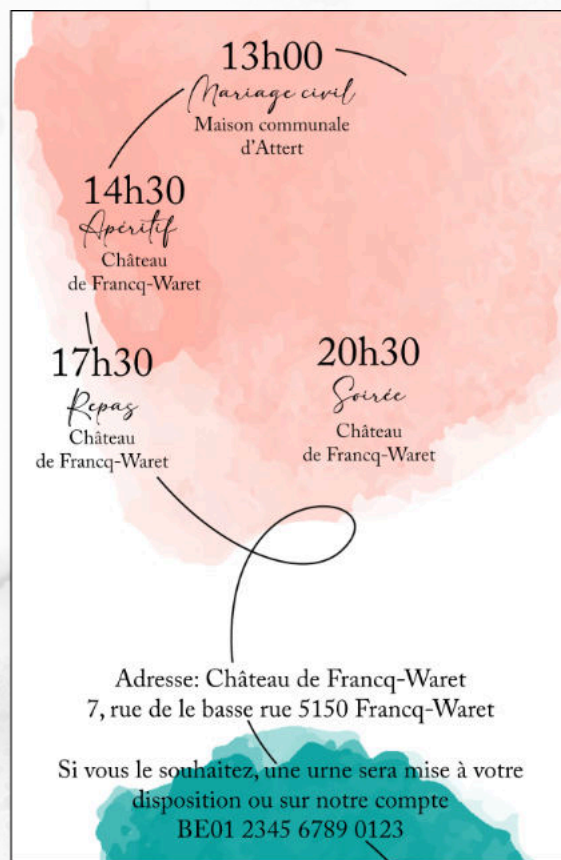 13h00
Mariage civil
Maison communale
d'Attert
14h30
Apéritif
Château
de Francq-Waret
17h30
Repas
Château
de Francq-Waret
20h30
Soirée
Château
de Francq-Waret
Adresse: Château de Francq-Waret
7, rue de le basse rue 5150 Francq-Waret
Si vous le souhaitez, une urne sera mise à votre
disposition ou sur notre compte
BE01 2345 6789 0123